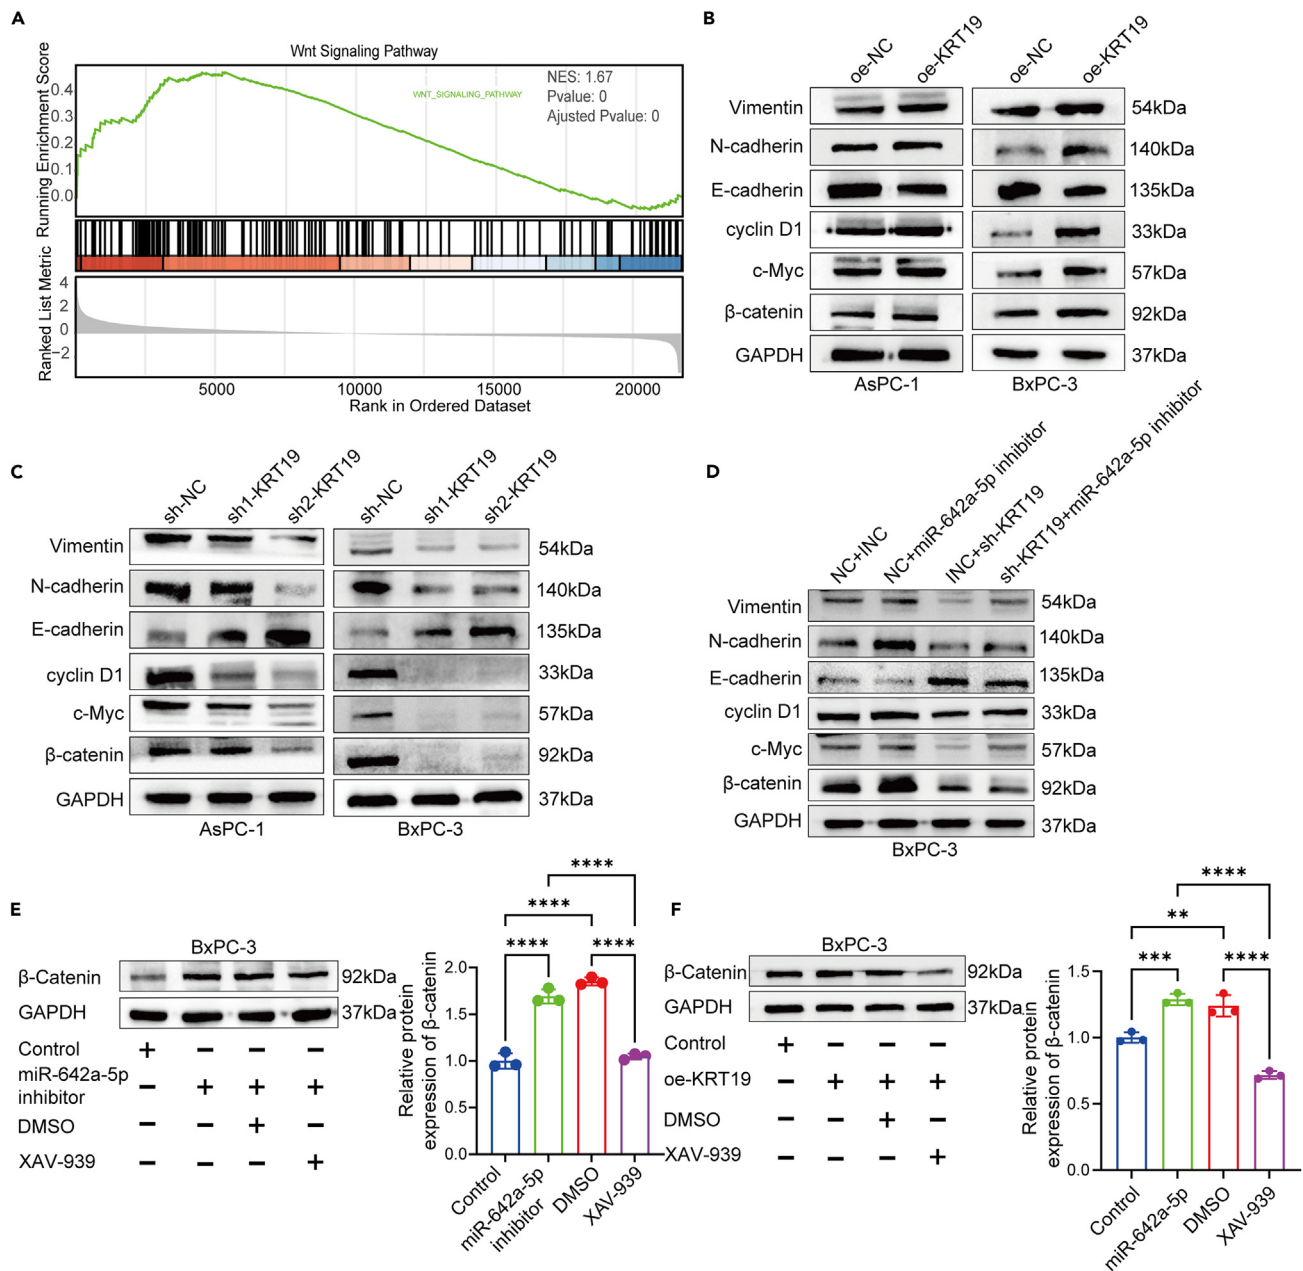 A
Wnt Signaling Pathway
Running Enrichment Score
0.4
0.3
0.2
0.1
0.0
WNT_SIGNALING_PATHWAY
NES: 1.67
Pvalue: 0
Ajusted Pvalue: 0
Ranked List Metric
4
2
0
−2
5000 10000 15000 20000
Rank in Ordered Dataset
B
oe-NC oe-KRT19 oe-NC oe-KRT19
Vimentin 54kDa
N-cadherin 140kDa
E-cadherin 135kDa
cyclin D1 33kDa
c-Myc 57kDa
β-catenin 92kDa
GAPDH 37kDa
AsPC-1 BxPC-3
C
sh-NC sh1-KRT19 sh2-KRT19 sh-NC sh1-KRT19 sh2-KRT19
Vimentin 54kDa
N-cadherin 140kDa
E-cadherin 135kDa
cyclin D1 33kDa
c-Myc 57kDa
β-catenin 92kDa
GAPDH 37kDa
AsPC-1 BxPC-3
D
NC+INC NC+miR-642a-5p inhibitor INC+sh-KRT19 sh-KRT19+miR-642a-5p inhibitor
Vimentin 54kDa
N-cadherin 140kDa
E-cadherin 135kDa
cyclin D1 33kDa
c-Myc 57kDa
β-catenin 92kDa
GAPDH 37kDa
BxPC-3
E
BxPC-3
β-Catenin 92kDa
GAPDH 37kDa
Control + − − −
miR-642a-5p
inhibitor − + + +
DMSO − − + −
XAV-939 − − − +
Relative protein
expression of β-catenin
2.0
1.5
1.0
0.5
0.0
****
****
**** ****
Control
miR-642a-5p
inhibitor
DMSO
XAV-939
F
BxPC-3
β-Catenin 92kDa
GAPDH 37kDa
Control + − − −
oe-KRT19 − + + +
DMSO − − + −
XAV-939 − − − +
Relative protein
expression of β-catenin
1.5
1.0
0.5
0.0
****
**
*** ****
Control
miR-642a-5p
DMSO
XAV-939